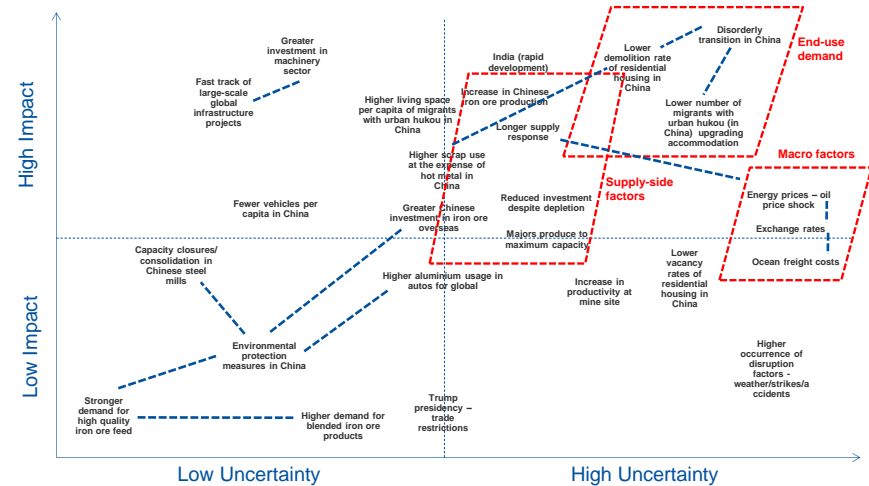 Greater
investment in
machinery
sector
Fast track of
large-scale
global
infrastructure
projects
Higher living space
per capita of migrants
with urban hukou in
China
India (rapid
development)
Increase in Chinese
iron ore production
Longer supply
response
Lower
demolition rate
of residential
housing in
China
Disorderly
transition in China
End-use
demand
Lower number of
migrants with
urban hukou (in
China) upgrading
accommodation
Macro factors
Higher scrap use
at the expense of
hot metal in
China
Supply-side
factors
Energy prices – oil
price shock
Exchange rates
Ocean freight costs
Fewer vehicles per
capita in China
Greater Chinese
investment in iron ore
overseas
Reduced investment
despite depletion
Majors produce to
maximum capacity
High Impact
Capacity closures/
consolidation in
Chinese steel
mills
Higher aluminium usage in
autos for global
Increase in
productivity at
mine site
Lower
vacancy
rates of
residential
housing in
China
Environmental
protection
measures in China
Higher
occurrence of
disruption
factors -
weather/strikes/a
ccidents
Low Impact
Stronger
demand for
high quality
iron ore feed
Higher demand for
blended iron ore
products
Trump
presidency –
trade
restrictions
Low Uncertainty
High Uncertainty